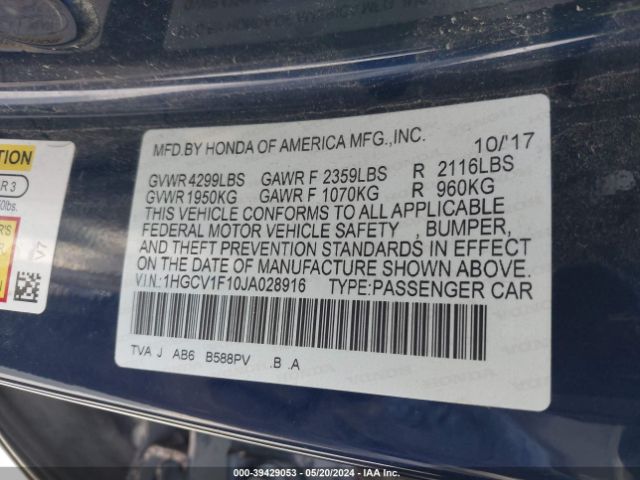 MFD.BY HONDA OF AMERICA MFG.,INC. 10/'17
GVWR 4299LBS GAWR F 2359LBS R 2116LBS
GVWR 1950KG GAWR F 1070KG R 960KG
THIS VEHICLE CONFORMS TO ALL APPLICABLE
FEDERAL MOTOR VEHICLE SAFETY , BUMPER,
AND THEFT PREVENTION STANDARDS IN EFFECT
ON THE DATE OF MANUFACTURE SHOWN ABOVE.
V.I.N.:1HGCV1F10JA028916 TYPE:PASSENGER CAR
TVA J AB6 B588PV .B .A
TION
R 3
V7
000-39429053 - 05/20/2024 - IAA Inc.